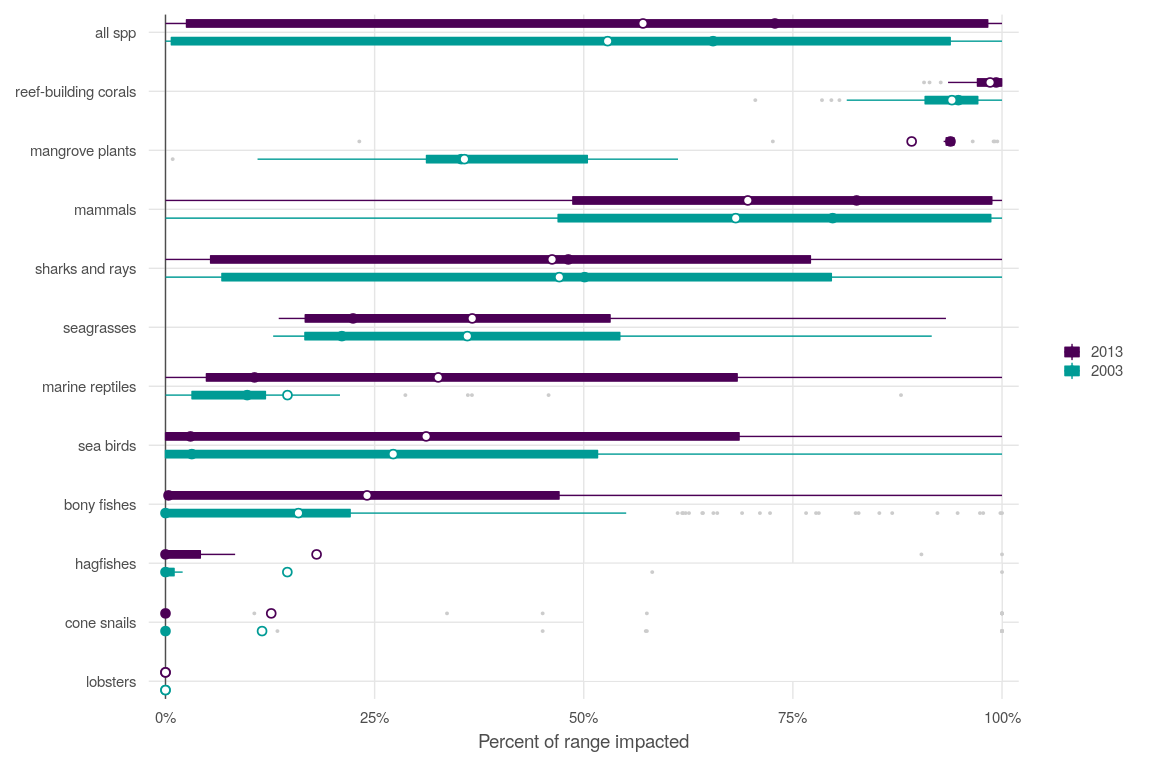 all spp
reef-building corals
mangrove plants
mammals
sharks and rays
seagrasses
marine reptiles
sea birds
bony fishes
hagfishes
cone snails
lobsters
0% 25% 50% 75% 100%
Percent of range impacted
2013
2003